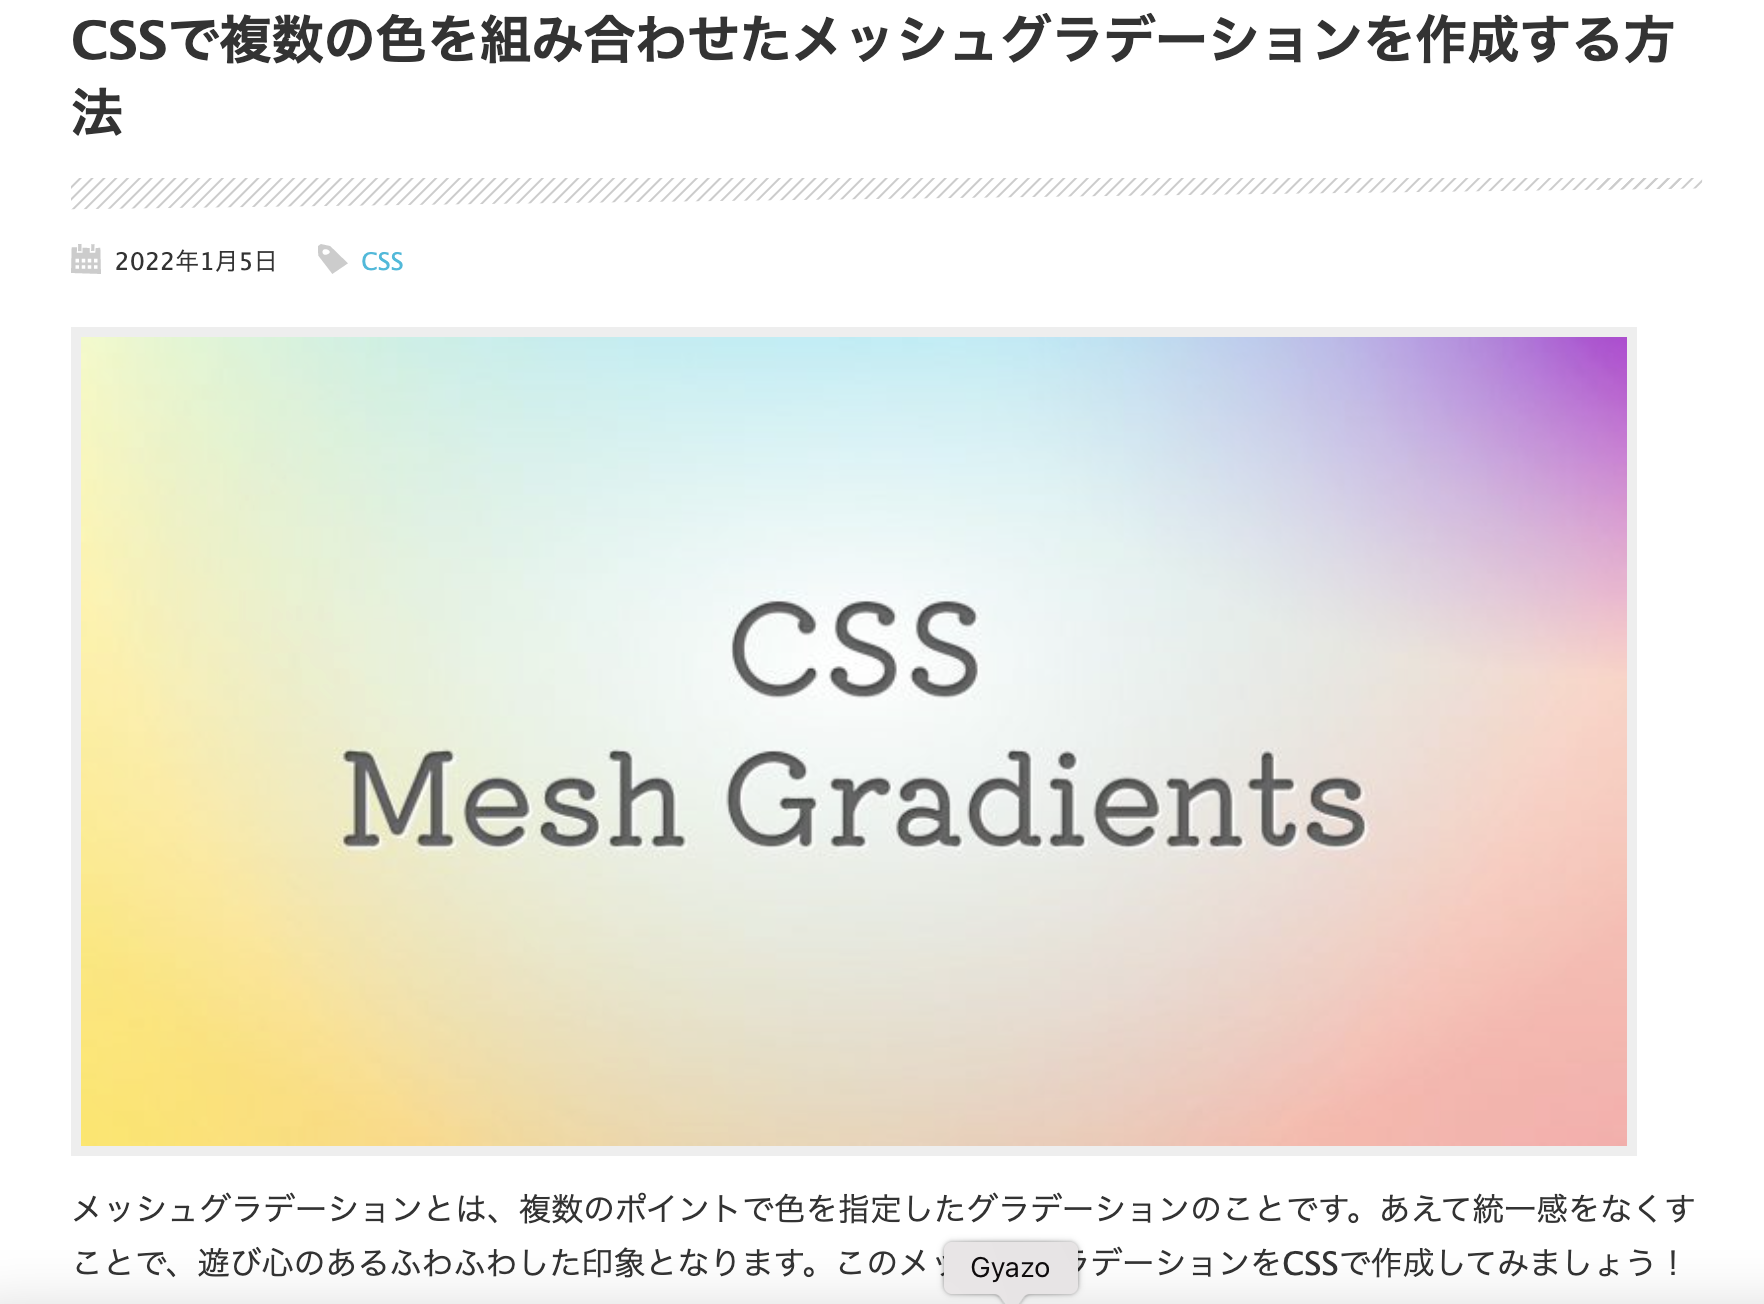 CSSで複数の色を組み合わせたメッシュグラデーションを作成する方
法
2022年1月5日 CSS
CSS
Mesh Gradients
メッシュグラデーションとは、複数のポイントで色を指定したグラデーションのことです。あえて統一感をなくす
ことで、遊び心のあるふわふわした印象となります。このメッ
ラデーションをCSSで作成してみましょう！
Gyazo